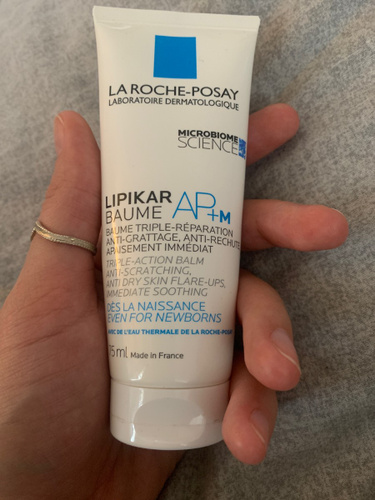 LA ROCHE-POSAY
LABORATOIRE DERMATOLOGIQUE
MICROBIOME
SCIENCE
LIPIKAR
BAUME AP+M
BAUME TRIPLE-RÉPARATION
ANTI-GRATTAGE, ANTI-RECHUTE
APAISEMENT IMMÉDIAT
TRIPLE-ACTION BALM
ANTI-SCRATCHING,
ANTI DRY SKIN FLARE-UPS,
IMMEDIATE SOOTHING
DÈS LA NAISSANCE
EVEN FOR NEWBORNS
AVEC DE L'EAU THERMALE DE LA ROCHE-POSAY
75ml Made in France